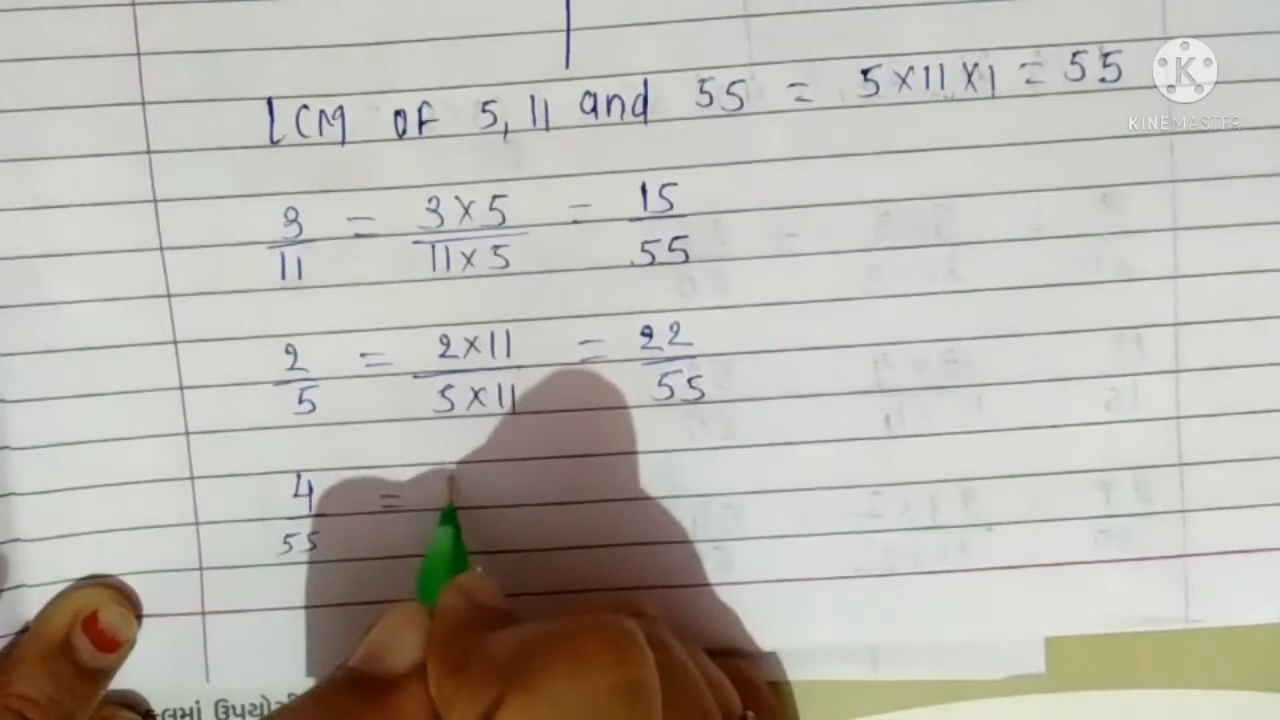 LCM of 5, 11 and 55 = 5×11×1 = 55
K
KINEMASTER
3/11 = 3×5/11×5 = 15/55
2/5 = 2×11/5×11 = 22/55
4/55 =